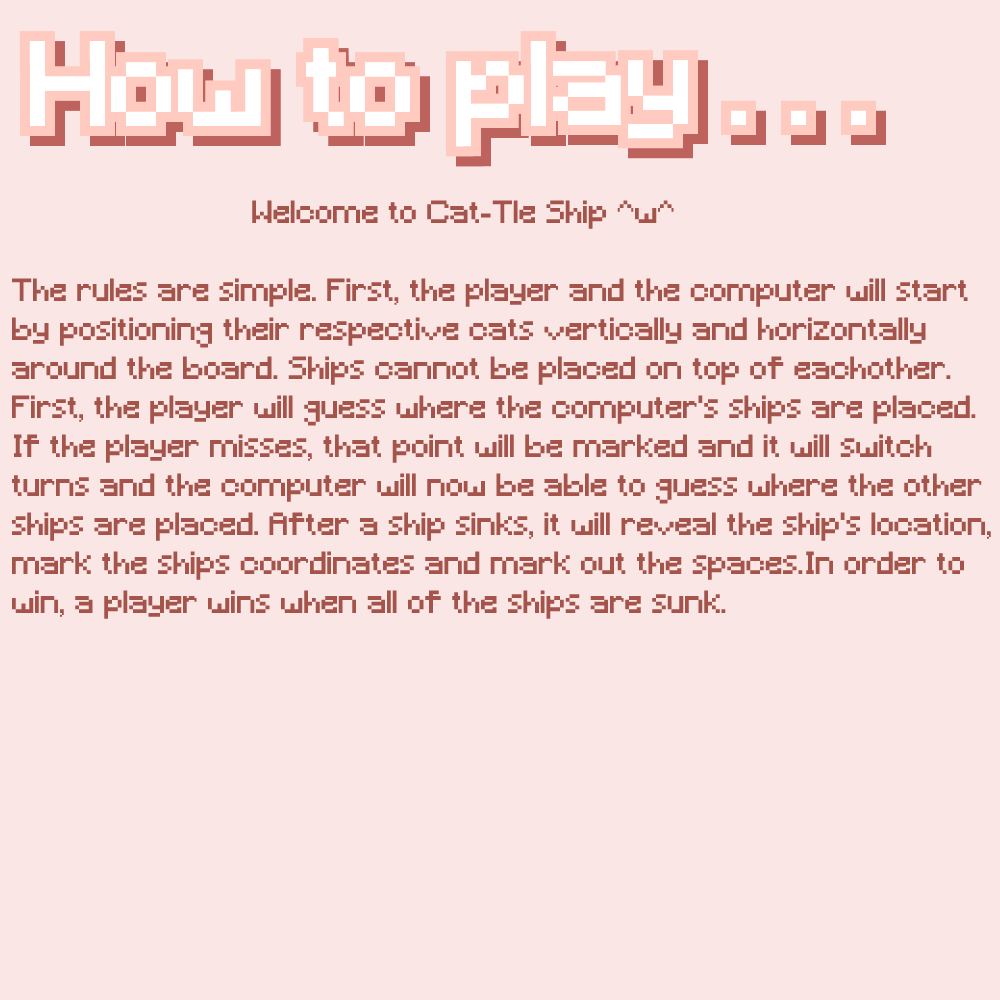 How to play...
Welcome to Cat-Tle Ship ^w^
The rules are simple. First, the player and the computer will start
by positioning their respective cats vertically and horizontally
around the board. Ships cannot be placed on top of eachother.
First, the player will guess where the computer's ships are placed.
If the player misses, that point will be marked and it will switch
turns and the computer will now be able to guess where the other
ships are placed. After a ship sinks, it will reveal the ship's location,
mark the ships coordinates and mark out the spaces.In order to
win, a player wins when all of the ships are sunk.